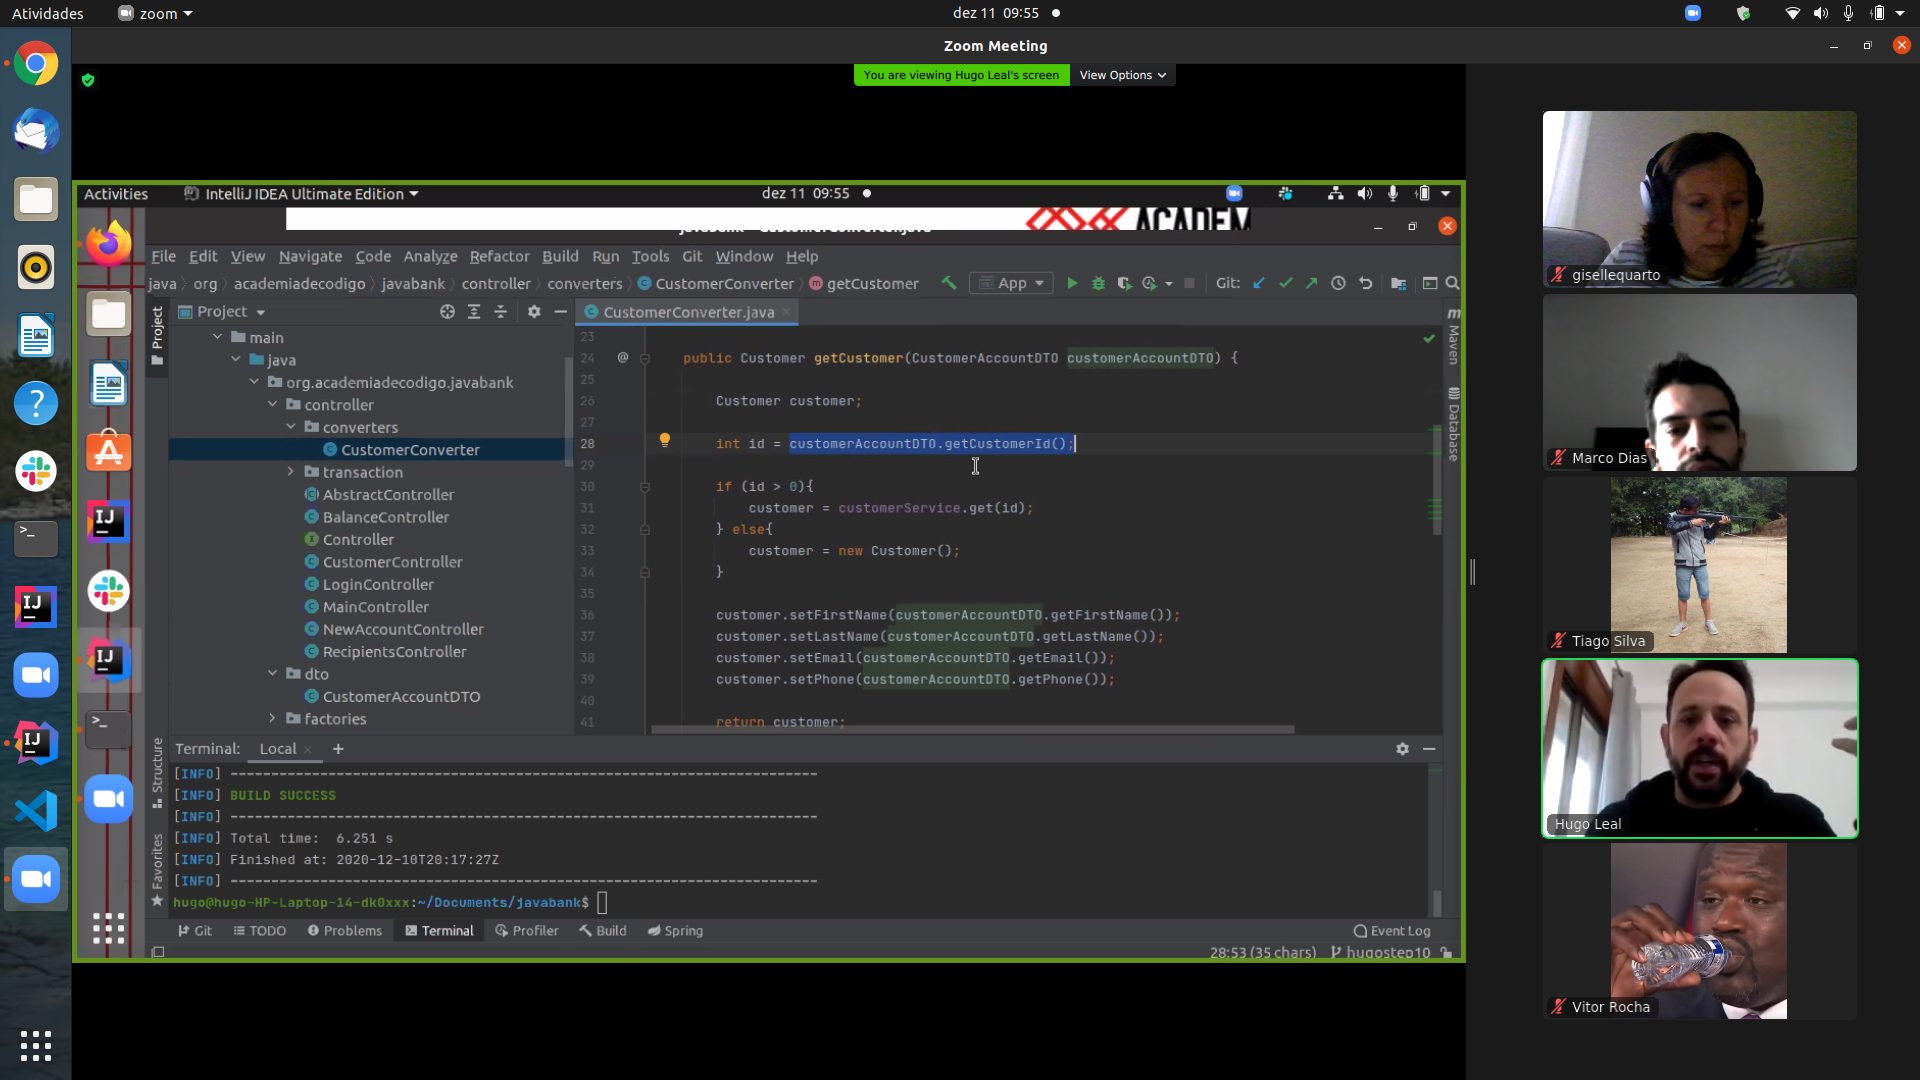 Atividades
zoom
dez 11 09:55
Zoom Meeting
You are viewing Hugo Leal's screen
View Options
Activities
IntelliJ IDEA Ultimate Edition
dez 11 09:55
ACADEM
File Edit View Navigate Code Analyze Refactor Build Run Tools Git Window Help
java org academiadecodigo javabank controller converters CustomerConverter getCustomer
App
Git:
Project
Project
CustomerConverter.java
main
java
org.academiadecodigo.javabank
controller
converters
CustomerConverter
transaction
AbstractController
BalanceController
Controller
CustomerController
LoginController
MainController
NewAccountController
RecipientsController
dto
CustomerAccountDTO
factories
23
24 @ public Customer getCustomer(CustomerAccountDTO customerAccountDTO) {
25
26 Customer customer;
27
28 int id = customerAccountDTO.getCustomerId();
29
30 if (id > 0){
31 customer = customerService.get(id);
32 } else{
33 customer = new Customer();
34 }
35
36 customer.setFirstName(customerAccountDTO.getFirstName());
37 customer.setLastName(customerAccountDTO.getLastName());
38 customer.setEmail(customerAccountDTO.getEmail());
39 customer.setPhone(customerAccountDTO.getPhone());
40
41 return customer;
Maven
Database
Structure
Favorites
Terminal: Local +
[INFO] ------------------------------------------------------------------------
[INFO] BUILD SUCCESS
[INFO] ------------------------------------------------------------------------
[INFO] Total time: 6.251 s
[INFO] Finished at: 2020-12-10T20:17:27Z
[INFO] ------------------------------------------------------------------------
hugo@hugo-HP-Laptop-14-dk0xxx:~/Documents/javabank$
Git TODO Problems Terminal Profiler Build Spring
Event Log
28:53 (35 chars) hugostep10
gisellequarto
Marco Dias
Tiago Silva
Hugo Leal
Vitor Rocha